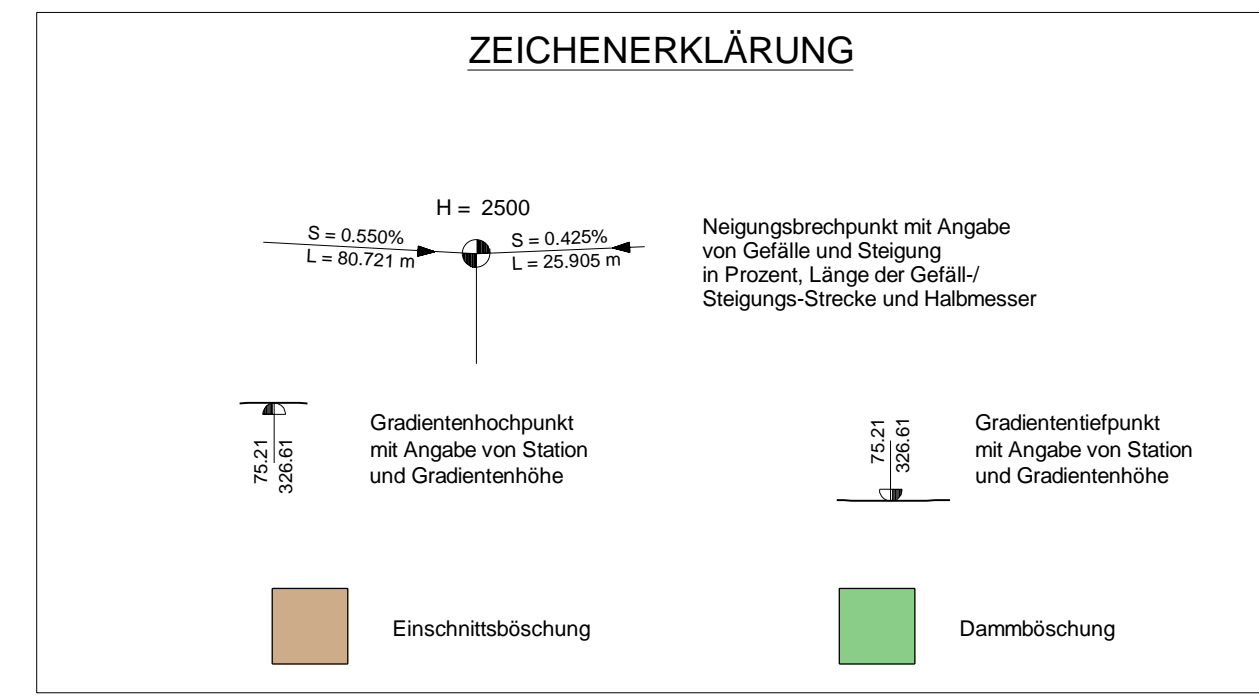 ZEICHENERKLÄRUNG
H = 2500
S = 0.550%
L = 80.721 m
S = 0.425%
L = 25.905 m
Neigungsbrechpunkt mit Angabe
von Gefälle und Steigung
in Prozent, Länge der Gefäll-/
Steigungs-Strecke und Halbmesser
75.21
326.61
Gradientenhochpunkt
mit Angabe von Station
und Gradientenhöhe
75.21
326.61
Gradiententiefpunkt
mit Angabe von Station
und Gradientenhöhe
Einschnittsböschung
Dammböschung